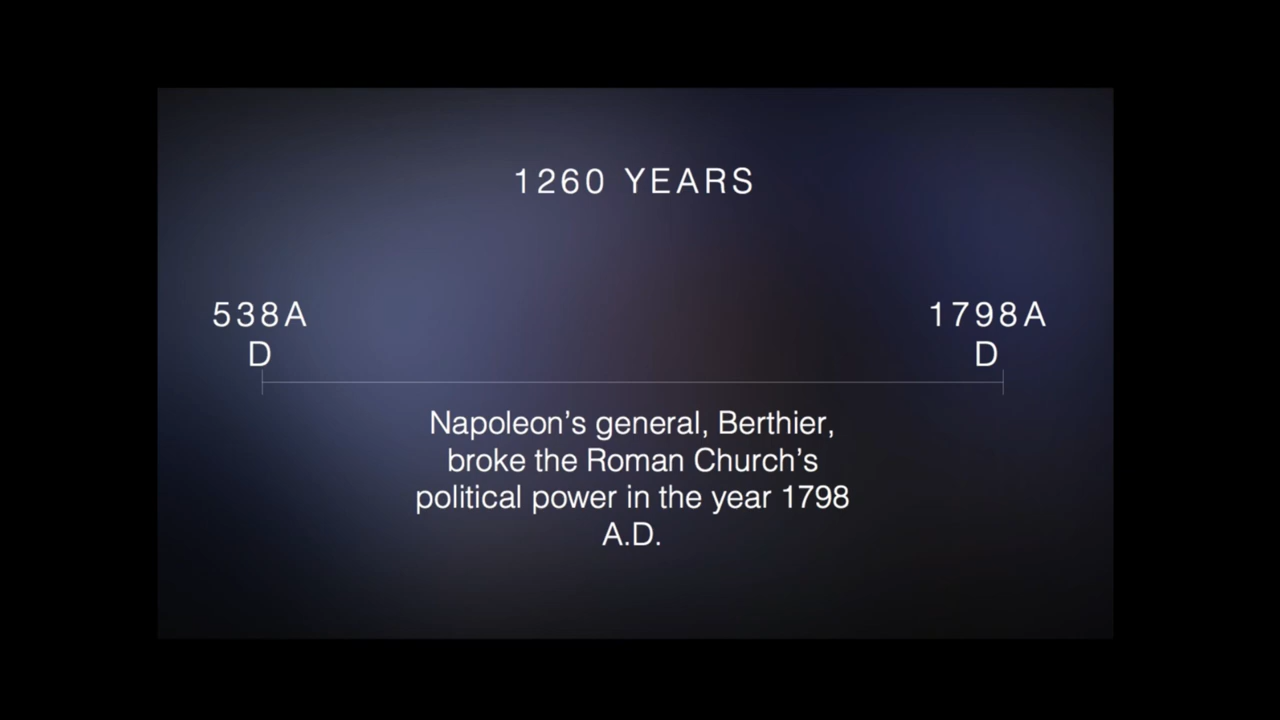 1260 YEARS
538A
D
1798A
D
Napoleon’s general, Berthier,
broke the Roman Church’s
political power in the year 1798
A.D.